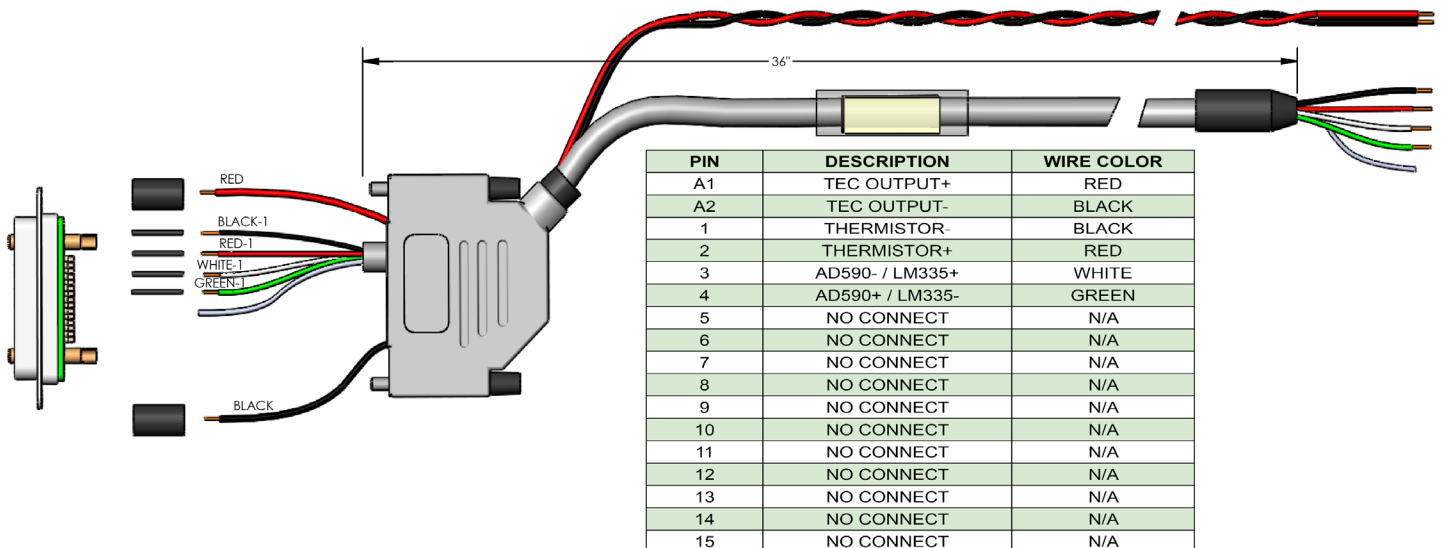 36"
RED
BLACK-1
RED-1
WHITE-1
GREEN-1
BLACK
PIN DESCRIPTION WIRE COLOR
A1 TEC OUTPUT+ RED
A2 TEC OUTPUT- BLACK
1 THERMISTOR- BLACK
2 THERMISTOR+ RED
3 AD590- / LM335+ WHITE
4 AD590+ / LM335- GREEN
5 NO CONNECT N/A
6 NO CONNECT N/A
7 NO CONNECT N/A
8 NO CONNECT N/A
9 NO CONNECT N/A
10 NO CONNECT N/A
11 NO CONNECT N/A
12 NO CONNECT N/A
13 NO CONNECT N/A
14 NO CONNECT N/A
15 NO CONNECT N/A